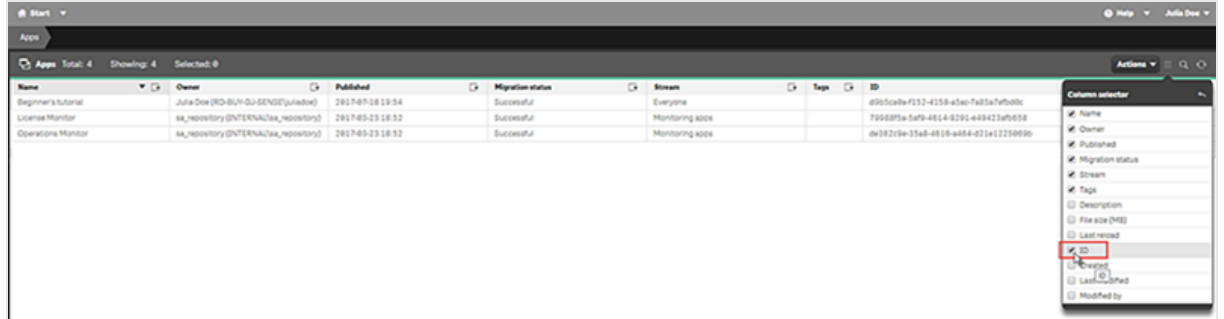 Start
Help Julia Doe
Apps
Apps Total: 4 Showing: 4 Selected: 0 Actions
Name Owner Published Migration status Stream Tags ID
Beginner's tutorial Julia Doe (RD-BUY-DJ-SENSE\juliadoe) 2017-07-18 19:54 Successful Everyone
License Monitor sa_repository (INTERNAL\sa_repository) 2017-03-23 18:52 Successful Monitoring apps
Operations Monitor sa_repository (INTERNAL\sa_repository) 2017-03-23 18:52 Successful Monitoring apps
Column selector
Name
Owner
Published
Migration status
Stream
Tags
Description
File size (MB)
Last reload
ID
Created
ID
Last modified
Modified by